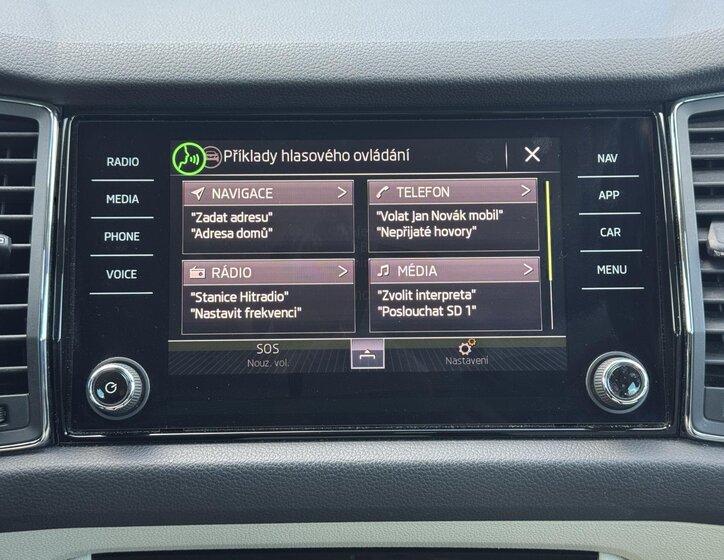 RADIO
MEDIA
PHONE
VOICE
Příklady hlasového ovládání
NAVIGACE
"Zadat adresu"
"Adresa domů"
TELEFON
"Volat Jan Novák mobil"
"Nepřijaté hovory"
RÁDIO
"Stanice Hitradio"
"Nastavit frekvenci"
MÉDIA
"Zvolit interpreta"
"Poslouchat SD 1"
SOS
Nouz. vol.
Nastavení
NAV
APP
CAR
MENU